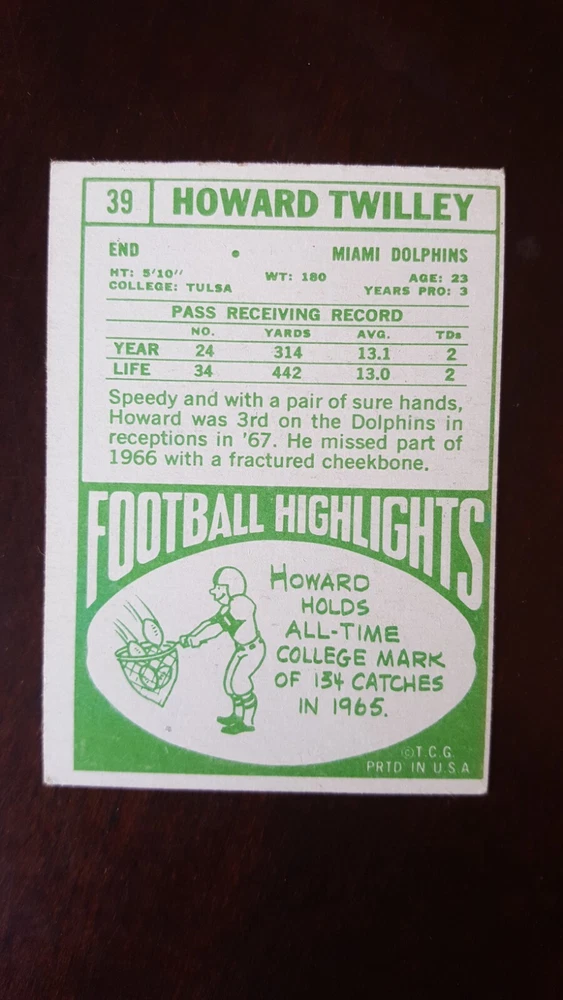 39 HOWARD TWILLEY
END • MIAMI DOLPHINS
HT: 5'10" WT: 180 AGE: 23
COLLEGE: TULSA YEARS PRO: 3
PASS RECEIVING RECORD
NO. YARDS AVG. TDs
YEAR 24 314 13.1 2
LIFE 34 442 13.0 2
Speedy and with a pair of sure hands,
Howard was 3rd on the Dolphins in
receptions in '67. He missed part of
1966 with a fractured cheekbone.
FOOTBALL HIGHLIGHTS
HOWARD
HOLDS
ALL-TIME
COLLEGE MARK
OF 134 CATCHES
IN 1965.
©T.C.G.
PRTD IN U.S.A.